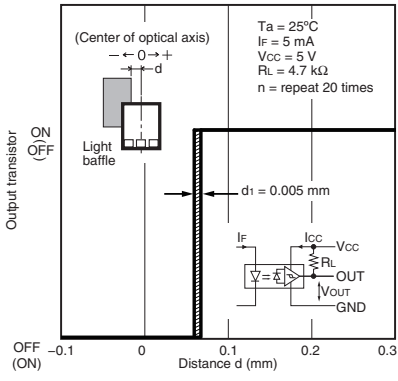 (Center of optical axis)
− ← 0 → +
d
Light
baffle
Ta = 25°C
IF = 5 mA
VCC = 5 V
RL = 4.7 kΩ
n = repeat 20 times
Output transistor
ON
(OFF)
d1 = 0.005 mm
IF
ICC
VCC
RL
OUT
VOUT
GND
OFF
(ON)
−0.1
0
0.1
0.2
0.3
Distance d (mm)